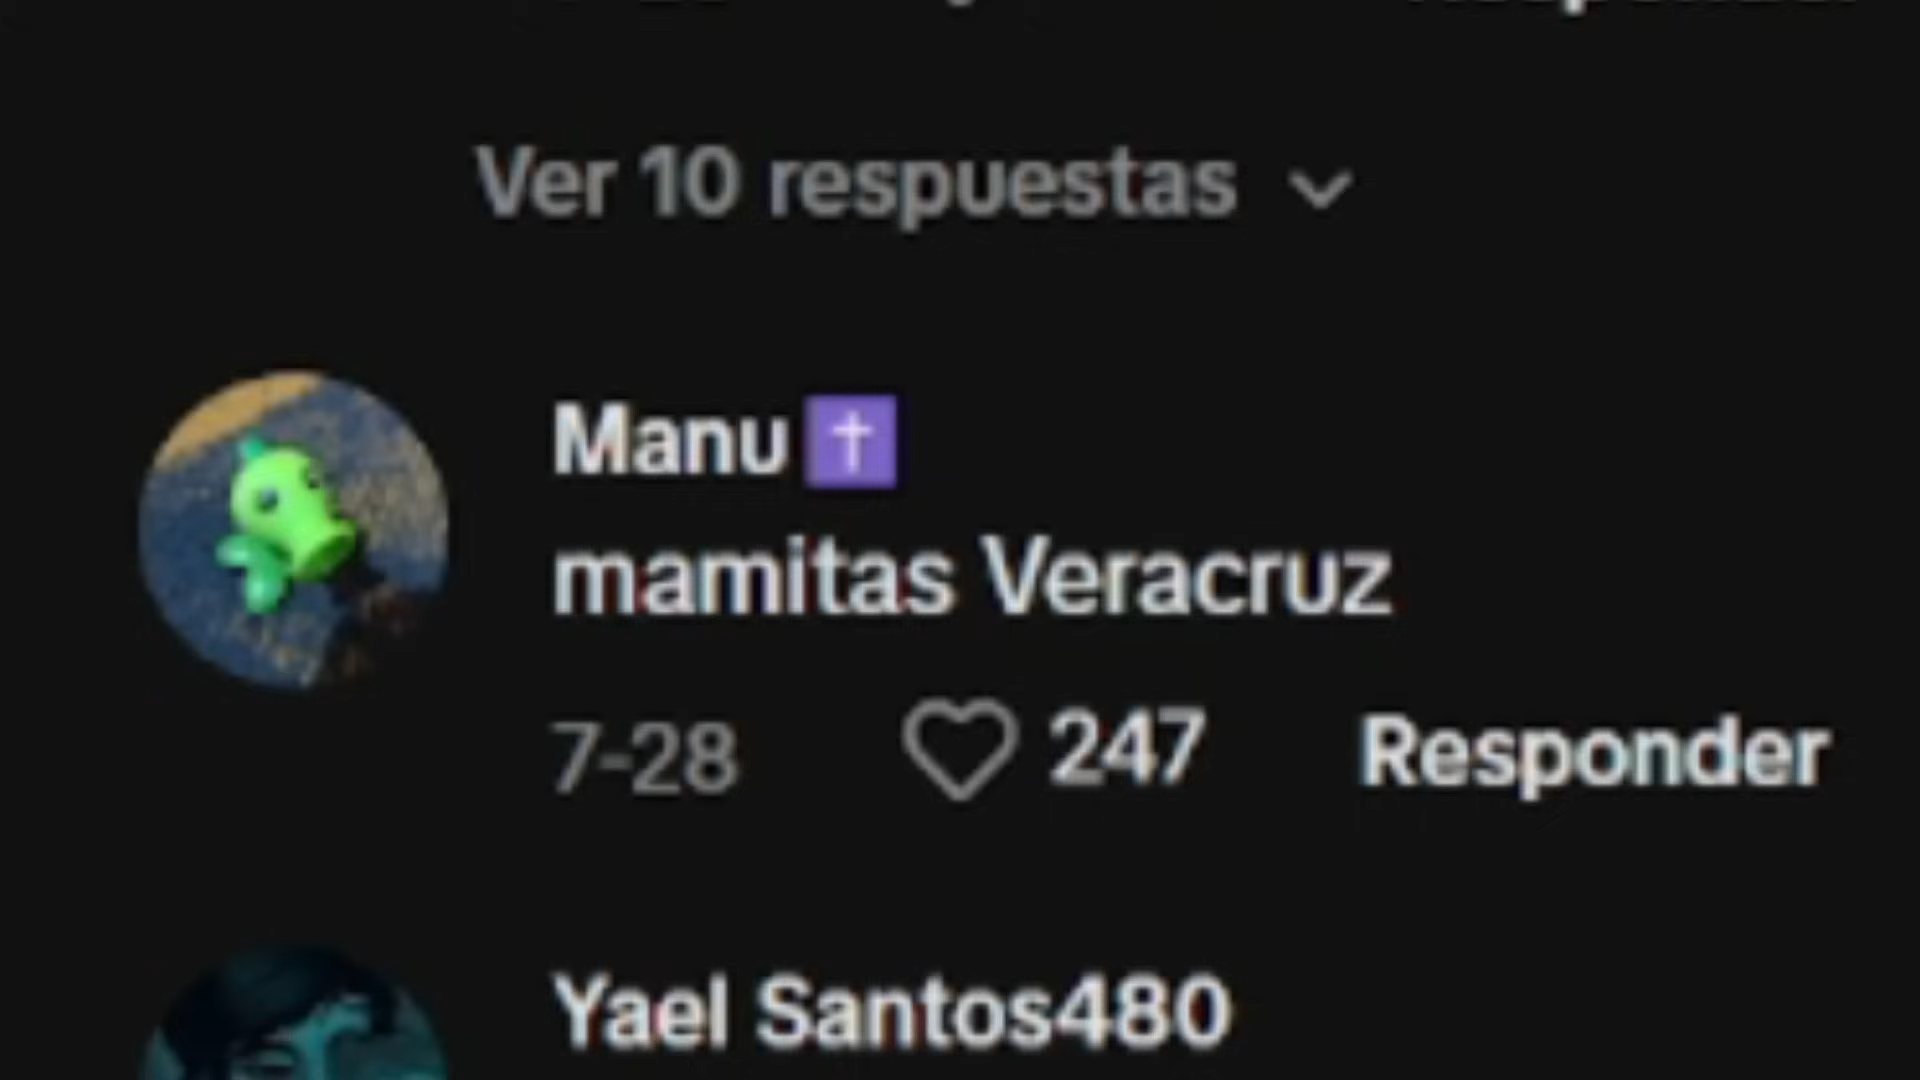 Ver 10 respuestas
Manu✝️
mamitas Veracruz
7-28 247 Responder
Yael Santos480